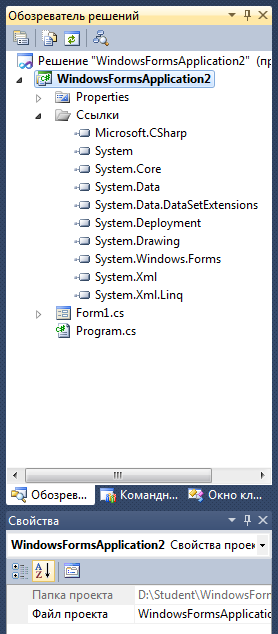 Обозреватель решений
Решение "WindowsFormsApplication2" (пр
WindowsFormsApplication2
Properties
Ссылки
Microsoft.CSharp
System
System.Core
System.Data
System.Data.DataSetExtensions
System.Deployment
System.Drawing
System.Windows.Forms
System.Xml
System.Xml.Linq
Form1.cs
Program.cs
Обозрев... Командн... Окно кл...
Свойства
WindowsFormsApplication2 Свойства проек
Папка проекта D:\Student\WindowsForm
Файл проекта WindowsFormsApplication